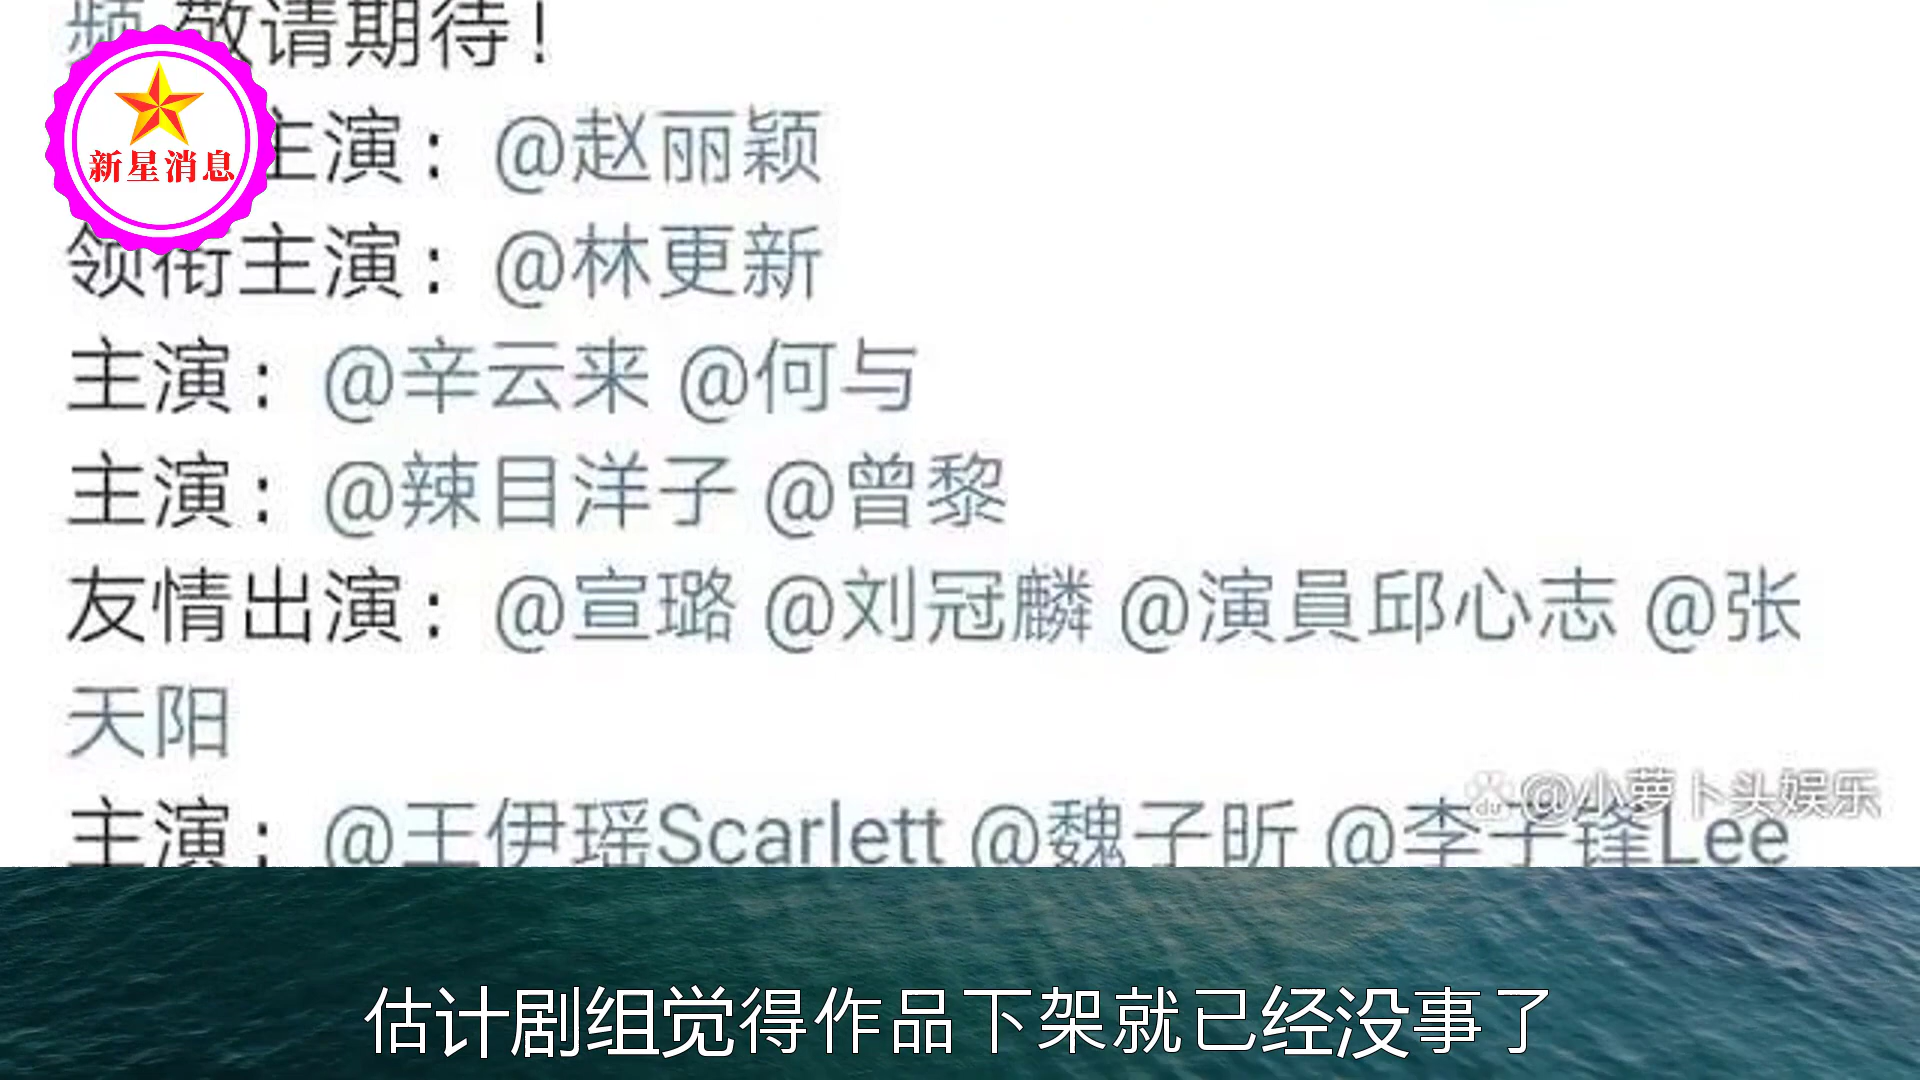 频 敬请期待！
新星消息
主演：@赵丽颖
领衔主演：@林更新
主演：@辛云来 @何与
主演：@辣目洋子 @曾黎
友情出演：@宣璐 @刘冠麟 @演員邱心志 @张
天阳
主演：@王伊瑶Scarlett @魏子昕 @李子锋Lee
du @小萝卜头娱乐
估计剧组觉得作品下架就已经没事了